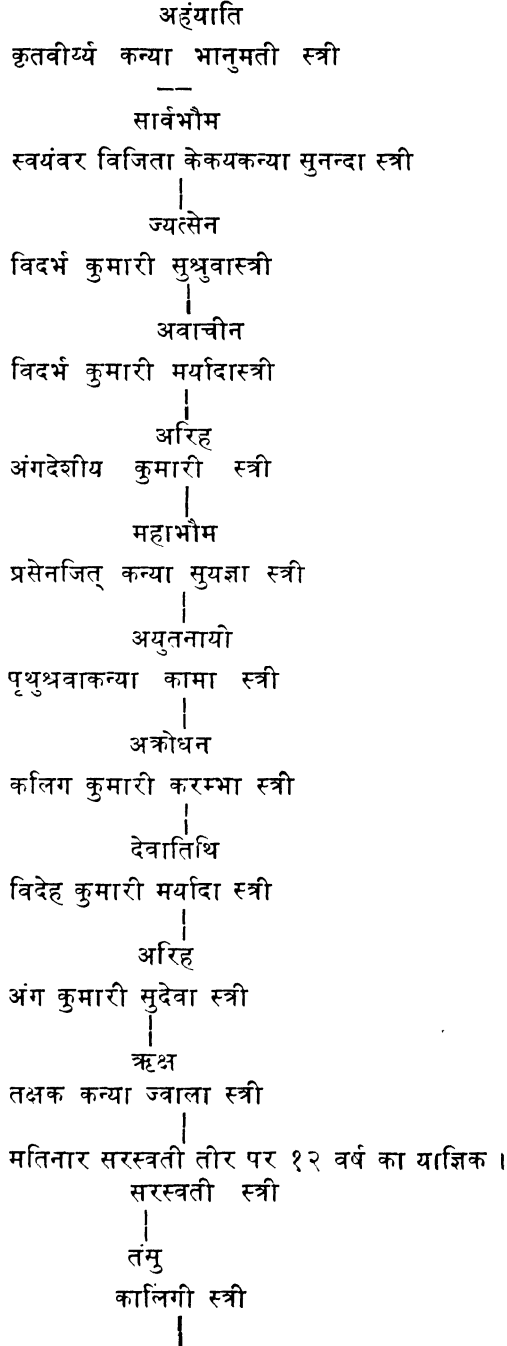 अहंयाति
कृतवीर्य्य कन्या भानुमती स्त्री
सार्वभौम
स्वयंवर विजिता केकयकन्या सुनन्दा स्त्री
ज्यत्सेन
विदर्भ कुमारी सुश्रुवास्त्री
अवाचीन
विदर्भ कुमारी मर्यादास्त्री
अरिह
अंगदेशीय कुमारी स्त्री
महाभौम
प्रसेनजित् कन्या सुयज्ञा स्त्री
अयुतनायो
पृथुश्रवाकन्या कामा स्त्री
अक्रोधन
कलिग कुमारी करम्भा स्त्री
देवातिथि
विदेह कुमारी मर्यादा स्त्री
अरिह
अंग कुमारी सुदेवा स्त्री
ऋक्ष
तक्षक कन्या ज्वाला स्त्री
मतिनार सरस्वती तोर पर १२ वर्ष का याज्ञिक ।
सरस्वती स्त्री
तंमु
कालिंगी स्त्री